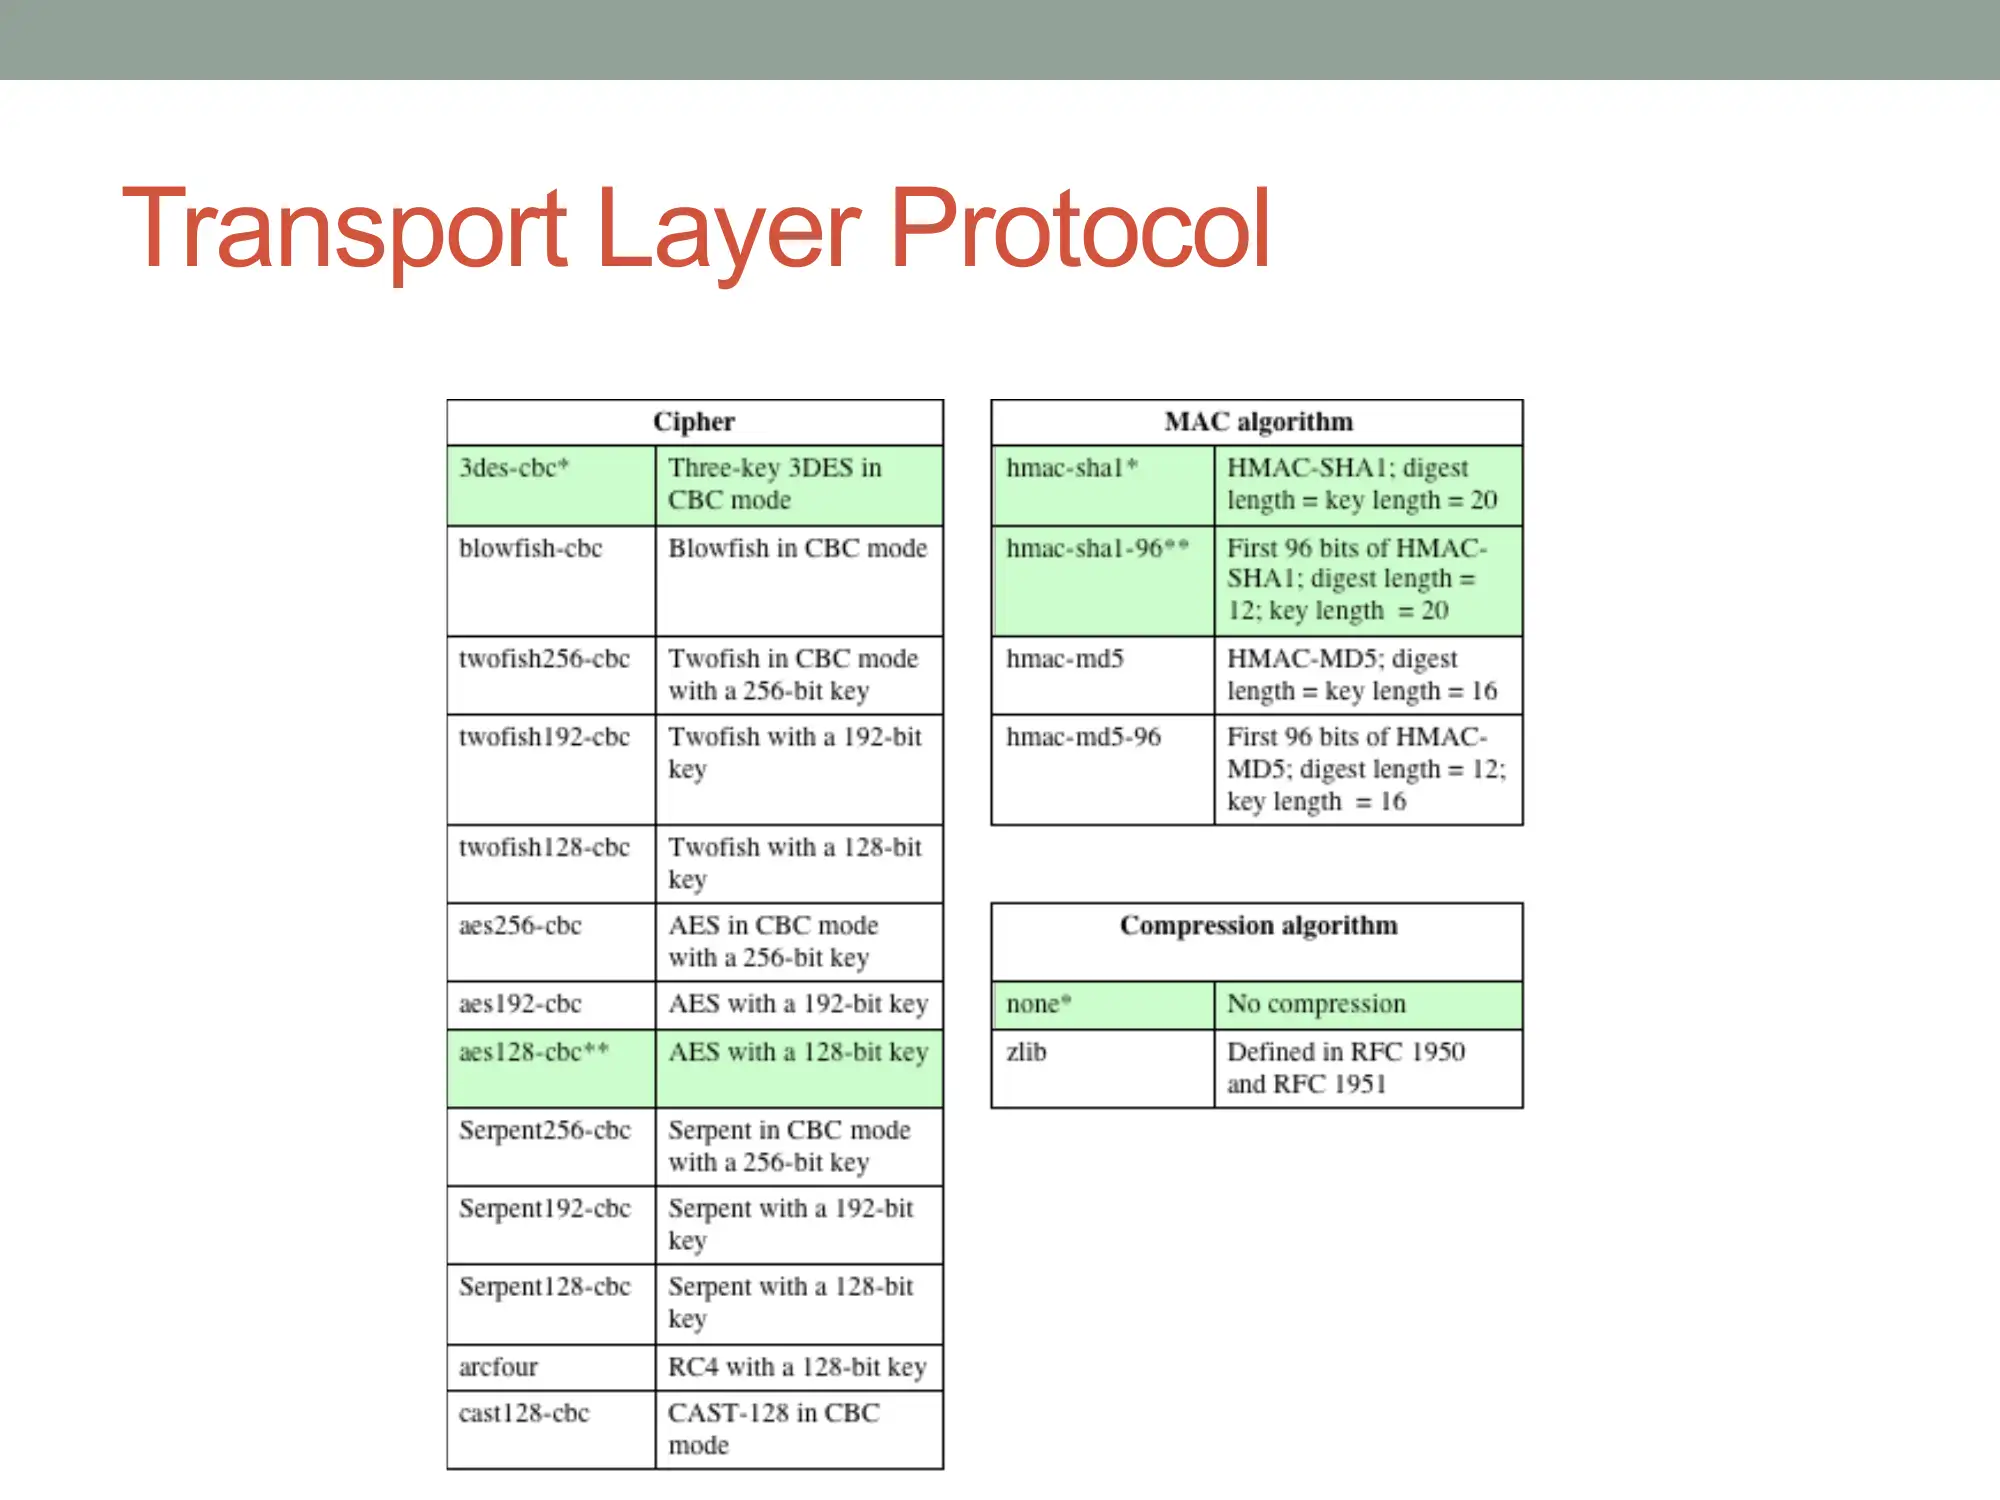 Transport Layer Protocol
Cipher
3des-cbc*
Three-key 3DES in
CBC mode
blowfish-cbc
Blowfish in CBC mode
twofish256-cbc
Twofish in CBC mode
with a 256-bit key
twofish192-cbc
Twofish with a 192-bit
key
twofish128-cbc
Twofish with a 128-bit
key
aes256-cbc
AES in CBC mode
with a 256-bit key
aes192-cbc
AES with a 192-bit key
aes128-cbc**
AES with a 128-bit key
Serpent256-cbc
Serpent in CBC mode
with a 256-bit key
Serpent192-cbc
Serpent with a 192-bit
key
Serpent128-cbc
Serpent with a 128-bit
key
arcfour
RC4 with a 128-bit key
cast128-cbc
CAST-128 in CBC
mode
MAC algorithm
hmac-sha1*
HMAC-SHA1; digest
length = key length = 20
hmac-sha1-96**
First 96 bits of HMAC-
SHA1; digest length =
12; key length = 20
hmac-md5
HMAC-MD5; digest
length = key length = 16
hmac-md5-96
First 96 bits of HMAC-
MD5; digest length = 12;
key length = 16
Compression algorithm
none*
No compression
zlib
Defined in RFC 1950
and RFC 1951